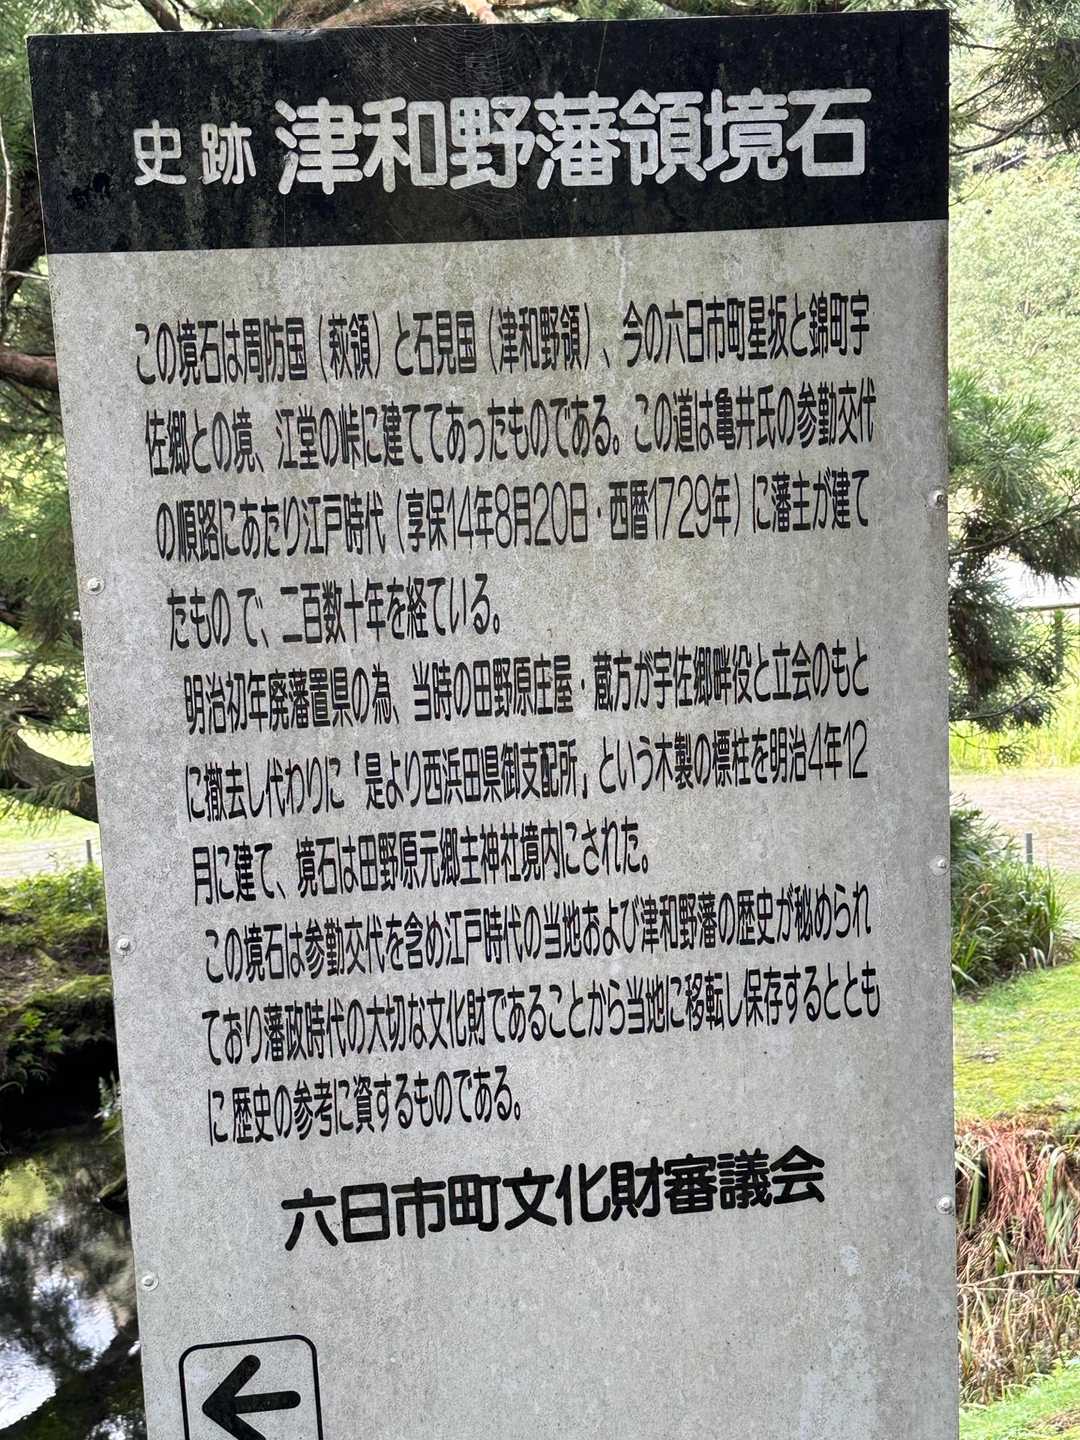 史跡 津和野藩領境石
この境石は周防国（萩領）と石見国（津和野領）、今の六日市町星坂と錦町宇
佐郷との境、江堂の峠に建ててあったものである。この道は亀井氏の参勤交代
の順路にあたり江戸時代（享保14年8月20日・西暦1729年）に藩主が建て
たもので、二百数十年を経ている。
明治初年廃藩置県の為、当時の田野原庄屋・蔵方が宇佐郷畔役と立会のもと
に撤去し代わりに「是より西浜田県御支配所」という木製の標柱を明治4年12
月に建て、境石は田野原元郷主神社境内にされた。
この境石は参勤交代を含め江戸時代の当地および津和野藩の歴史が秘められ
ており藩政時代の大切な文化財であることから当地に移転し保存するととも
に歴史の参考に資するものである。
六日市町文化財審議会